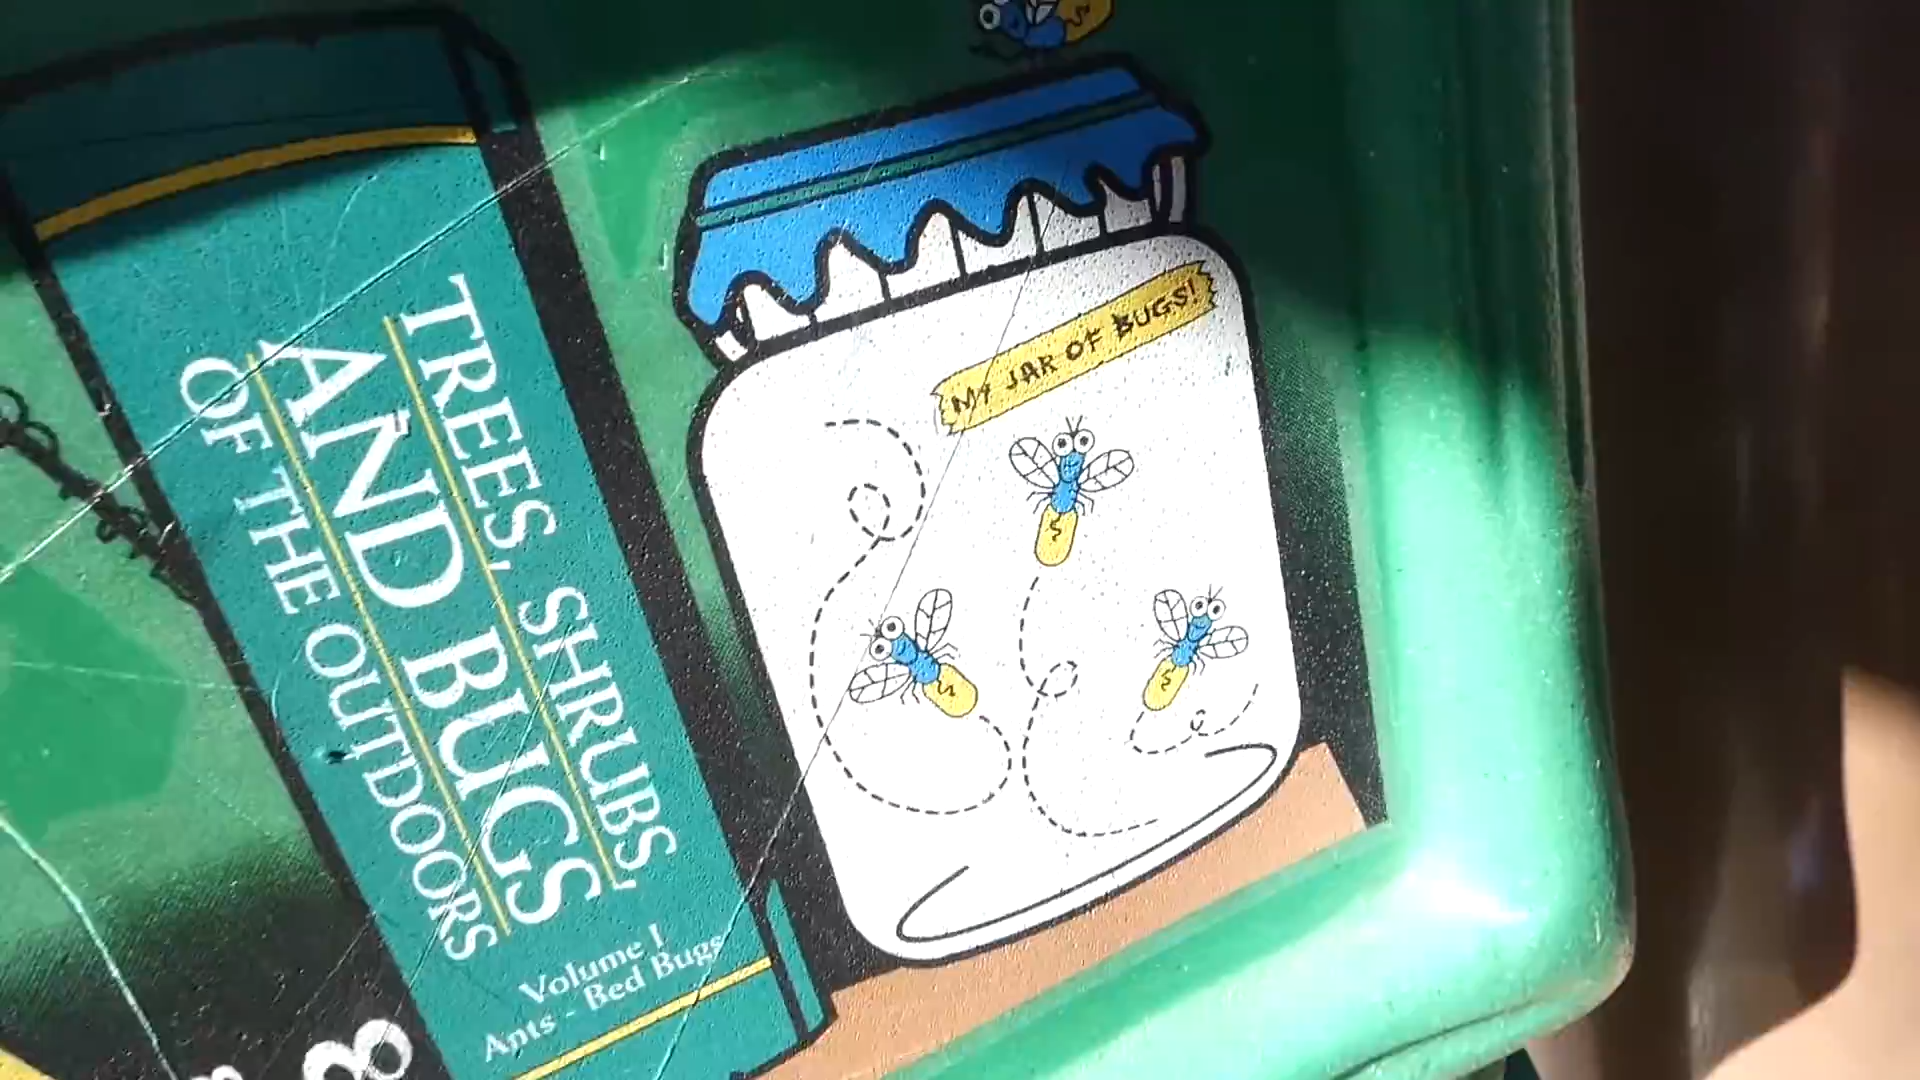 TREES, SHRUBS,
AND BUGS
OF THE OUTDOORS
Volume I
Ants - Bed Bugs
MY JAR OF BUGS!